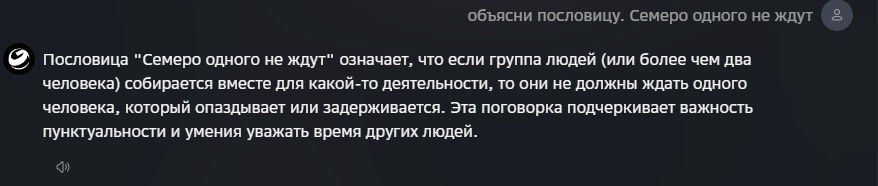 объясни пословицу. Семеро одного не ждут
Пословица "Семеро одного не ждут" означает, что если группа людей (или более чем два
человека) собирается вместе для какой-то деятельности, то они не должны ждать одного
человека, который опаздывает или задерживается. Эта поговорка подчеркивает важность
пунктуальности и умения уважать время других людей.